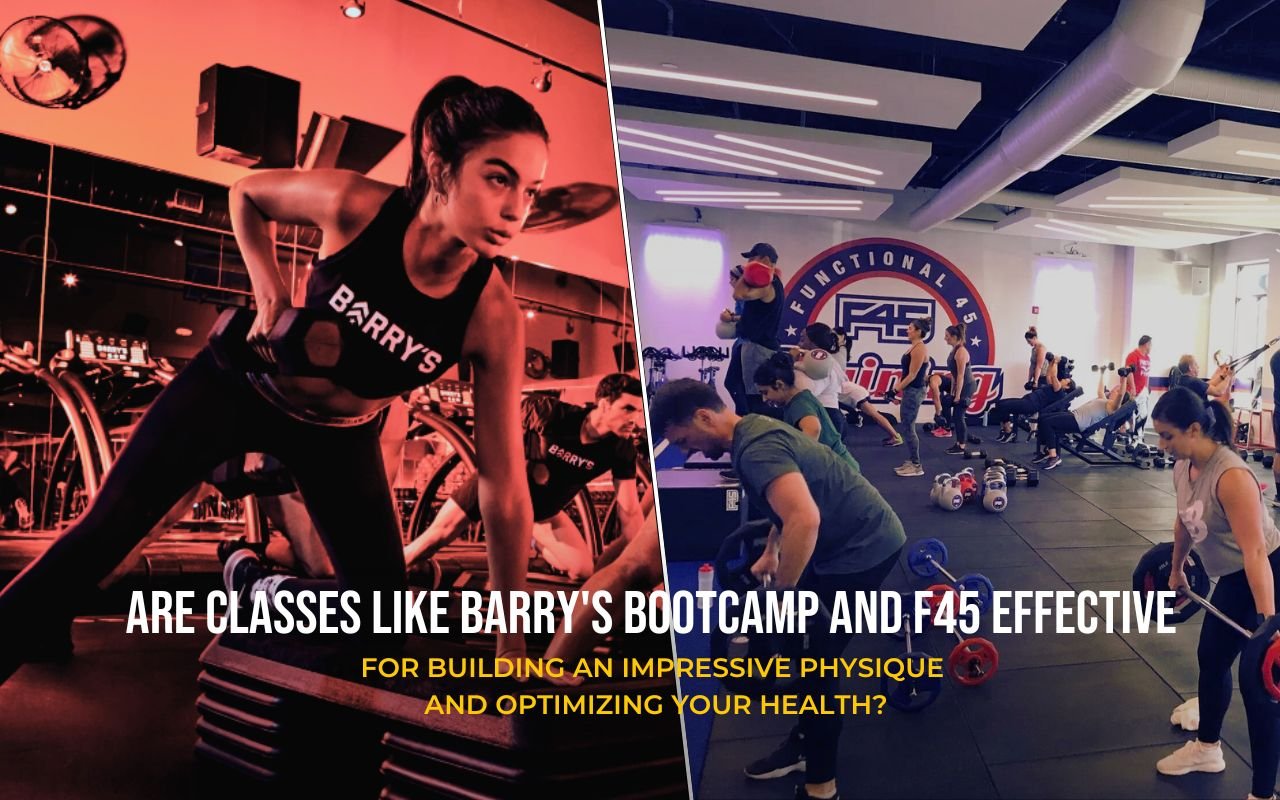 BARRY'S
BARRY'S
FUNCTIONAL 45
F45
Training
ARE CLASSES LIKE BARRY'S BOOTCAMP AND F45 EFFECTIVE
FOR BUILDING AN IMPRESSIVE PHYSIQUE
AND OPTIMIZING YOUR HEALTH?